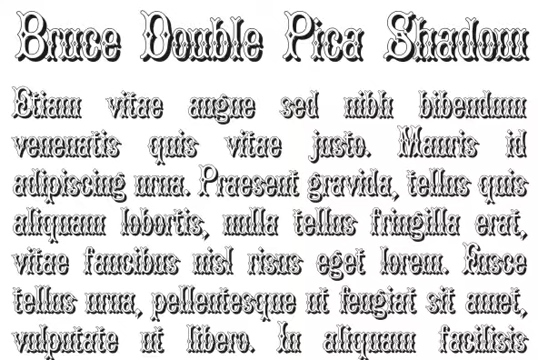 Bruce Double Pica Shadow
Etiam vitae augue sed nibh bibendum
venenatis quis vitae justo. Mauris id
adipiscing urna. Praesent gravida, tellus quis
aliquam lobortis, nulla tellus fringilla erat,
vitae faucibus nisl risus eget lorem. Fusce
tellus urna, pellentesque ut feugiat sit amet,
vulputate ut libero. In aliquam facilisis